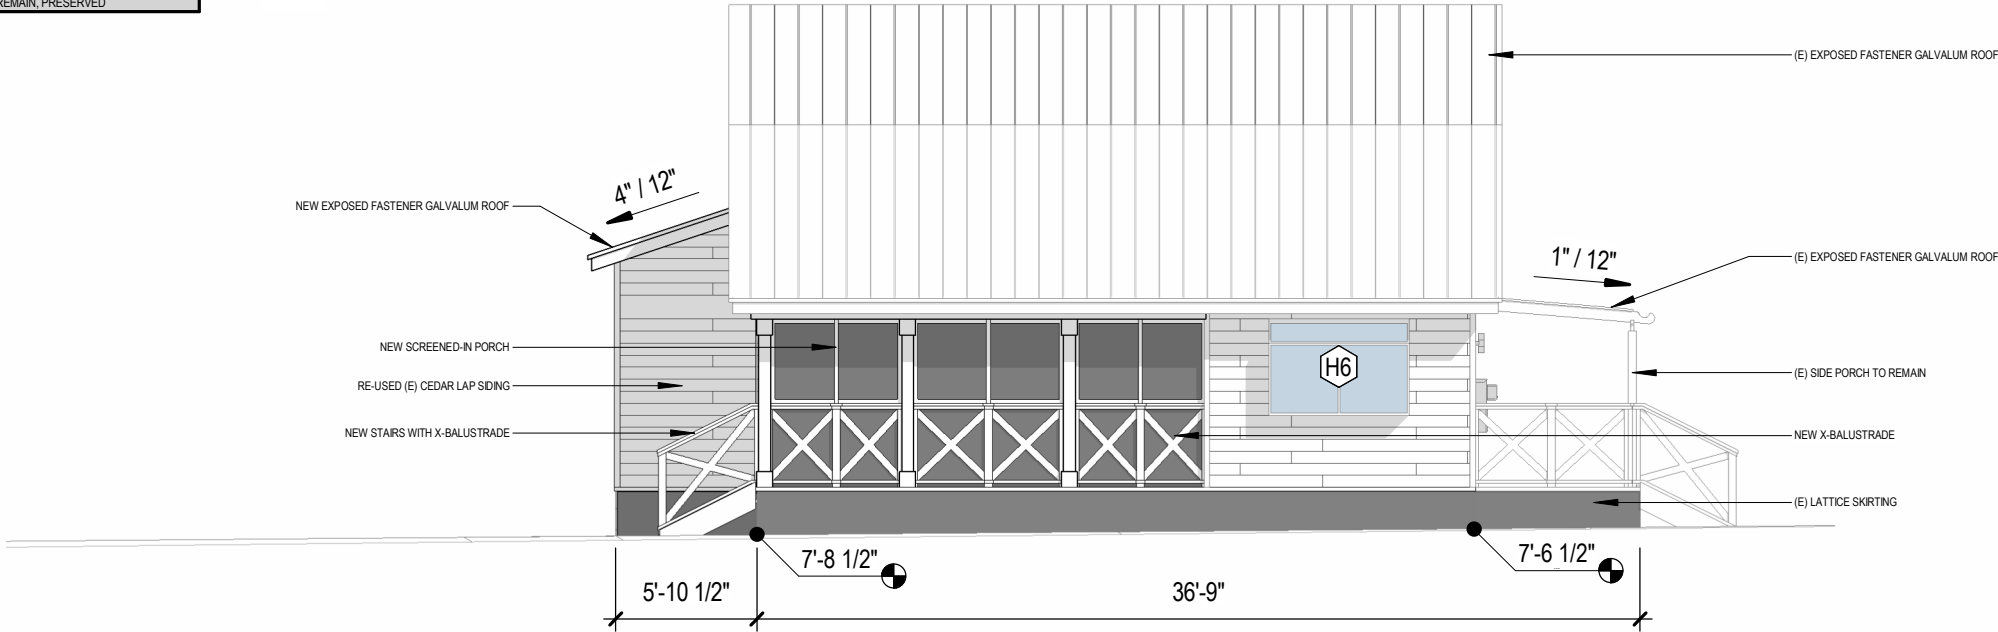 REMAIN, PRESERVED
(E) EXPOSED FASTENER GALVALUM ROOF
4" / 12"
NEW EXPOSED FASTENER GALVALUM ROOF
1" / 12"
(E) EXPOSED FASTENER GALVALUM ROOF
NEW SCREENED-IN PORCH
H6
(E) SIDE PORCH TO REMAIN
RE-USED (E) CEDAR LAP SIDING
NEW STAIRS WITH X-BALUSTRADE
NEW X-BALUSTRADE
(E) LATTICE SKIRTING
7'-8 1/2"
7'-6 1/2"
5'-10 1/2"
36'-9"